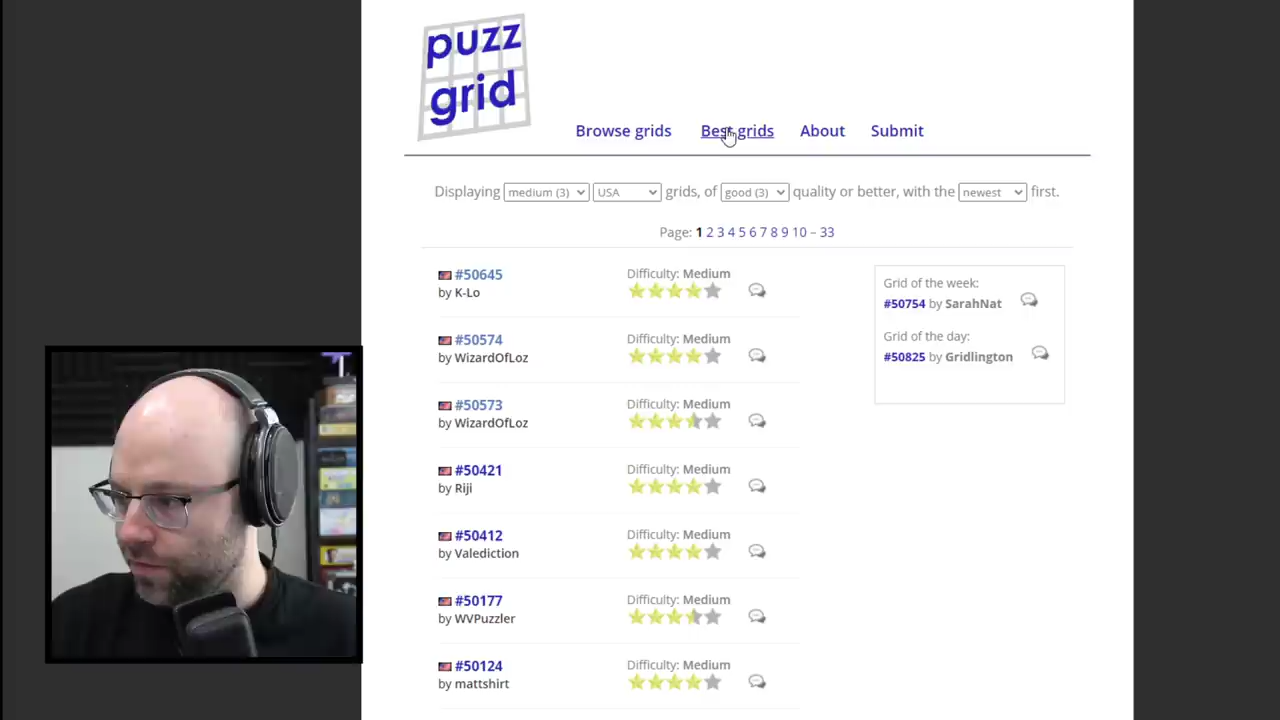 puzz
grid
Browse grids Best grids About Submit
Displaying medium (3) USA grids, of good (3) quality or better, with the newest first.
Page: 1 2 3 4 5 6 7 8 9 10 – 33
#50645
by K-Lo
Difficulty: Medium
#50574
by WizardOfLoz
Difficulty: Medium
#50573
by WizardOfLoz
Difficulty: Medium
#50421
by Riji
Difficulty: Medium
#50412
by Valediction
Difficulty: Medium
#50177
by WVPuzzler
Difficulty: Medium
#50124
by mattshirt
Difficulty: Medium
Grid of the week:
#50754 by SarahNat
Grid of the day:
#50825 by Gridlington